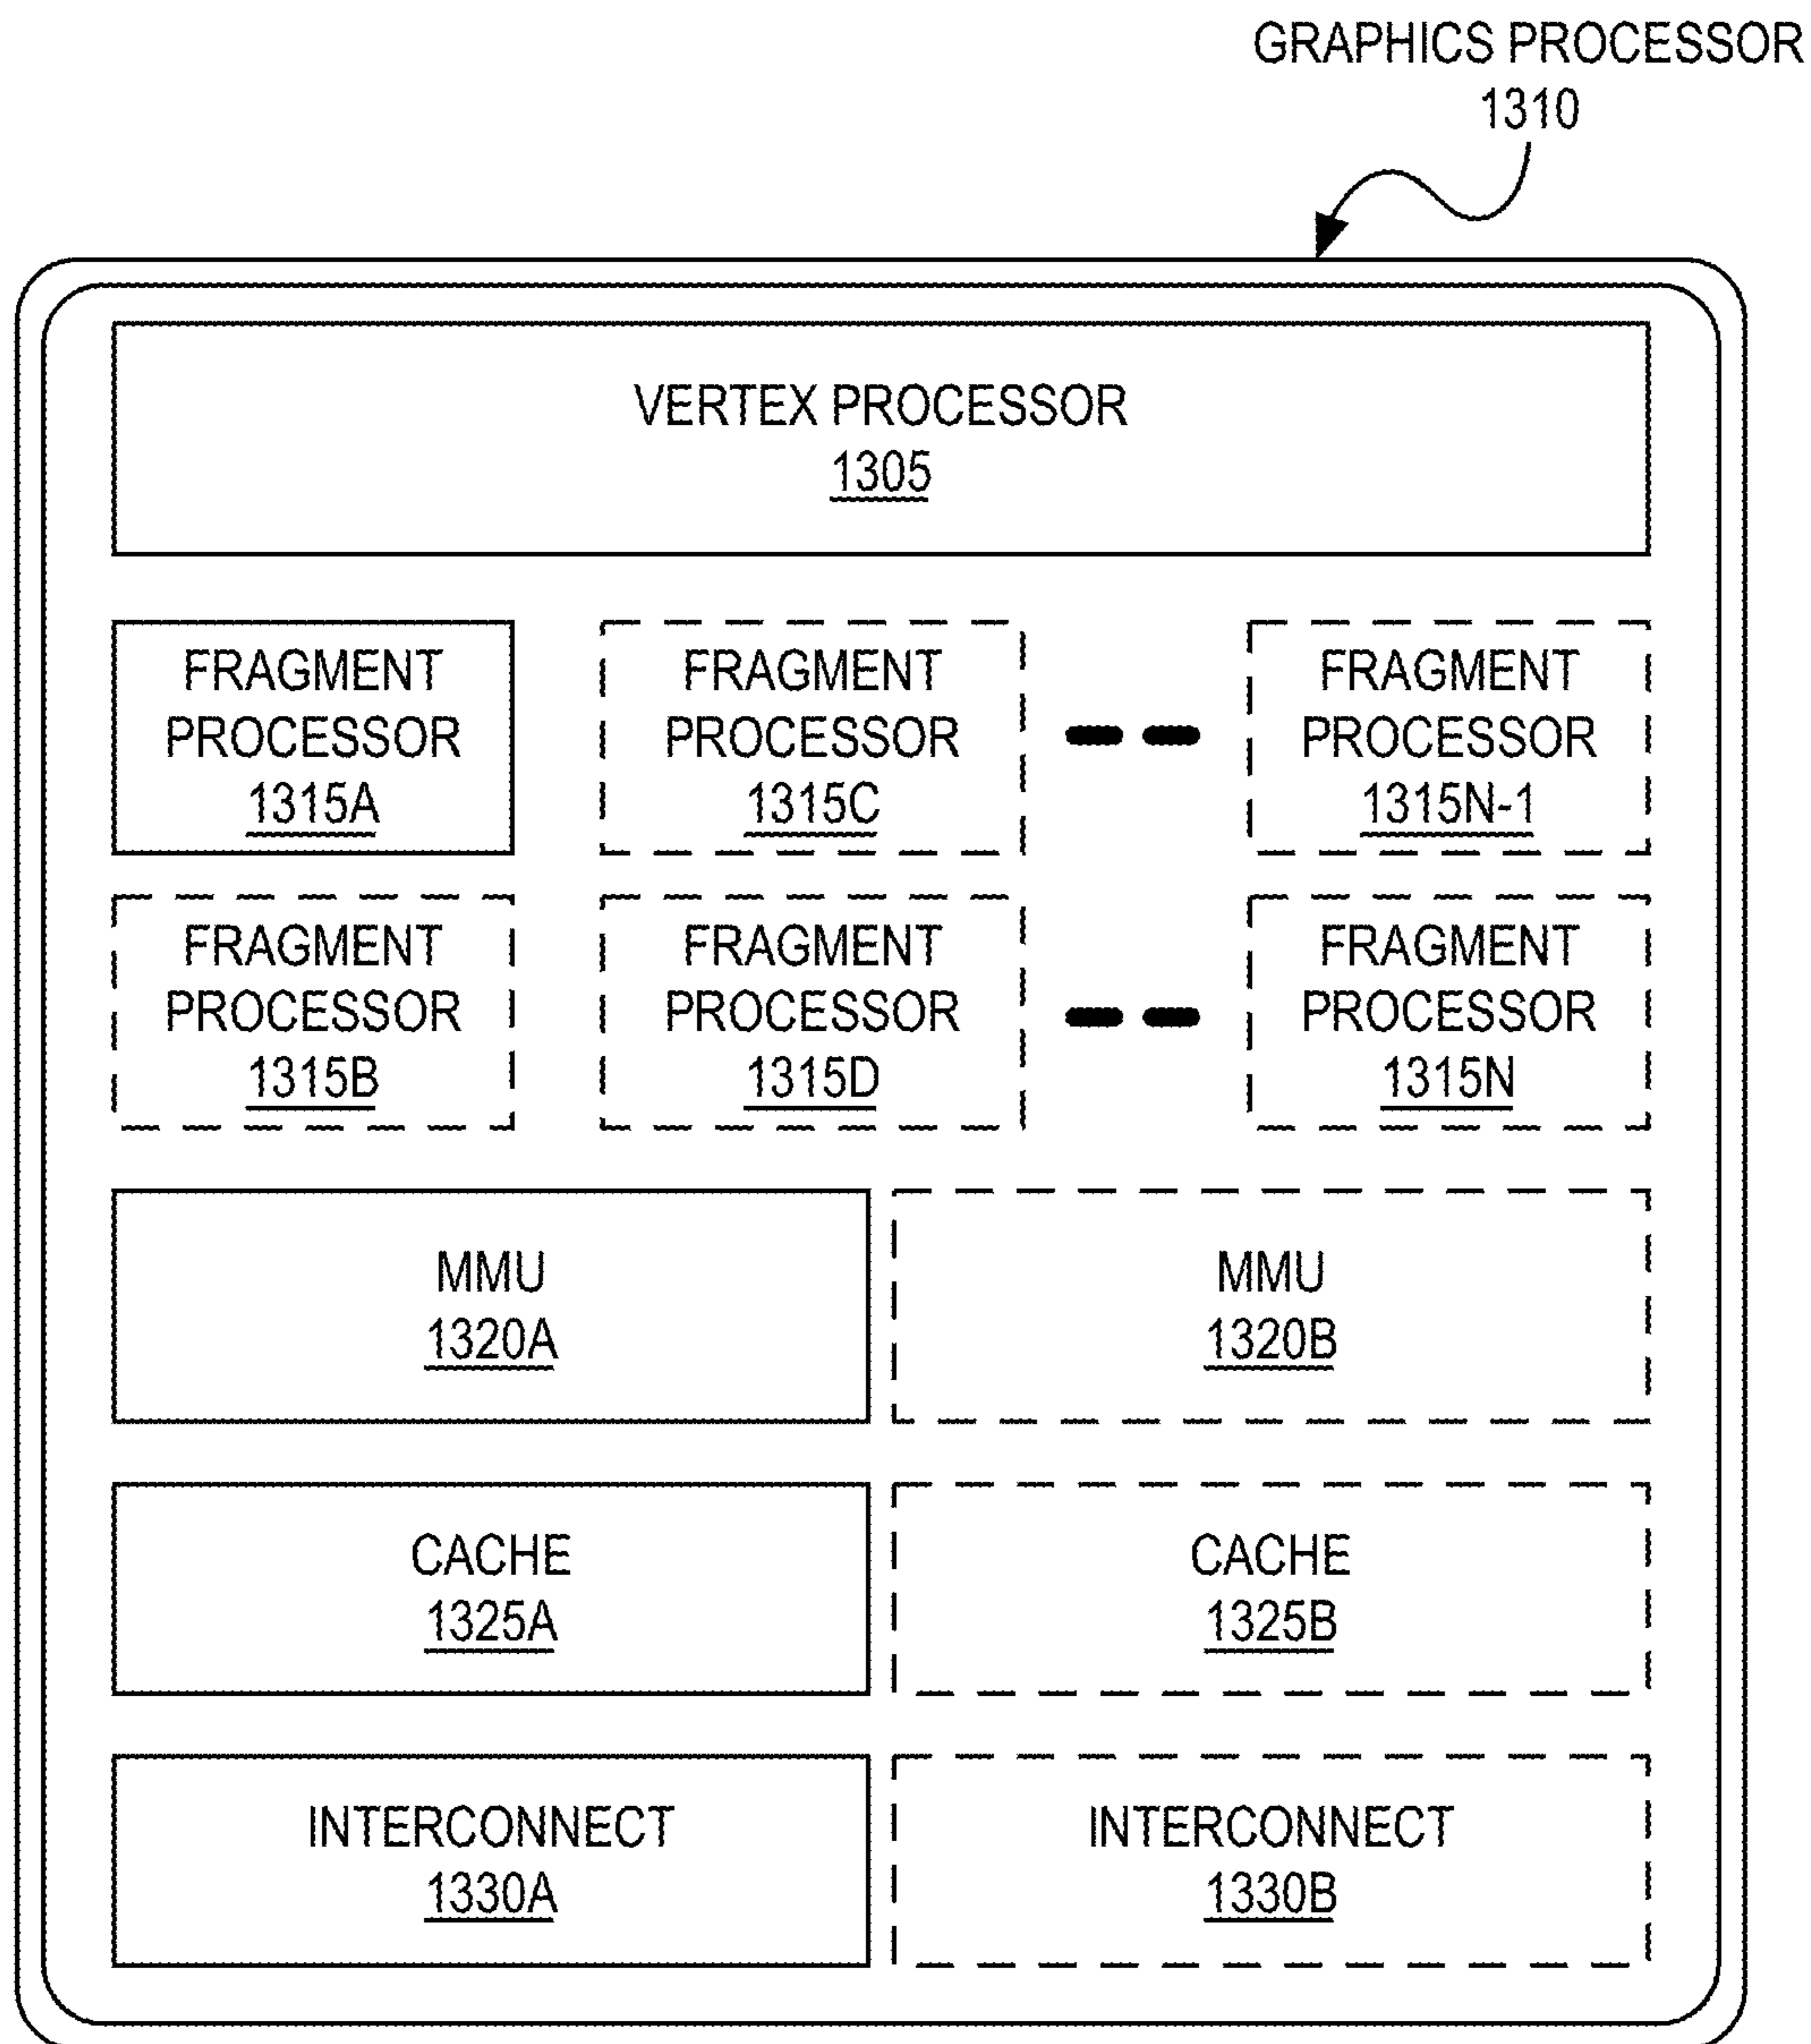 GRAPHICS PROCESSOR
1310
VERTEX PROCESSOR
1305
FRAGMENT
PROCESSOR
1315A
FRAGMENT
PROCESSOR
1315C
FRAGMENT
PROCESSOR
1315N-1
FRAGMENT
PROCESSOR
1315B
FRAGMENT
PROCESSOR
1315D
FRAGMENT
PROCESSOR
1315N
MMU
1320A
MMU
1320B
CACHE
1325A
CACHE
1325B
INTERCONNECT
1330A
INTERCONNECT
1330B